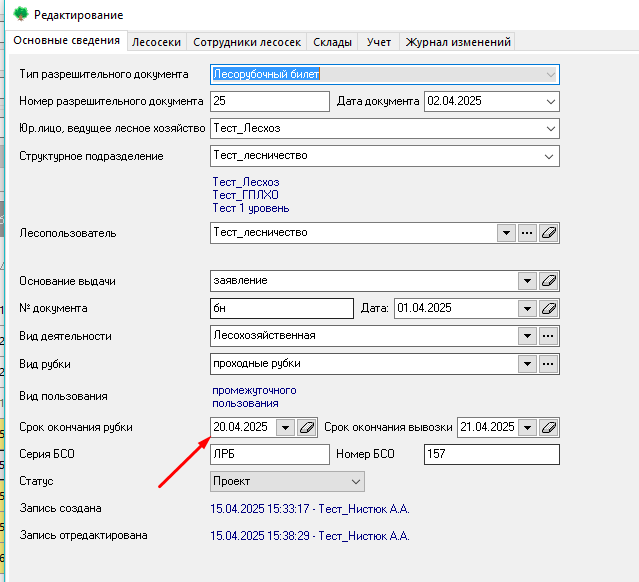 Редактирование
Основные сведения Лесосеки Сотрудники лесосек Склады Учет Журнал изменений
Тип разрешительного документа Лесорубочный билет
Номер разрешительного документа 25 Дата документа 02.04.2025
Юр.лицо, ведущее лесное хозяйство Тест_Лесхоз
Структурное подразделение Тест_лесничество
Тест_Лесхоз
Тест_ГПЛХО
Тест 1 уровень
Лесопользователь Тест_лесничество
Основание выдачи заявление
№ документа бн Дата: 01.04.2025
Вид деятельности Лесохозяйственная
Вид рубки проходные рубки
Вид пользования промежуточного
пользования
Срок окончания рубки 20.04.2025 Срок окончания вывозки 21.04.2025
Серия БСО ЛРБ Номер БСО 157
Статус Проект
Запись создана 15.04.2025 15:33:17 - Тест_Нистюк А.А.
Запись отредактирована 15.04.2025 15:38:29 - Тест_Нистюк А.А.